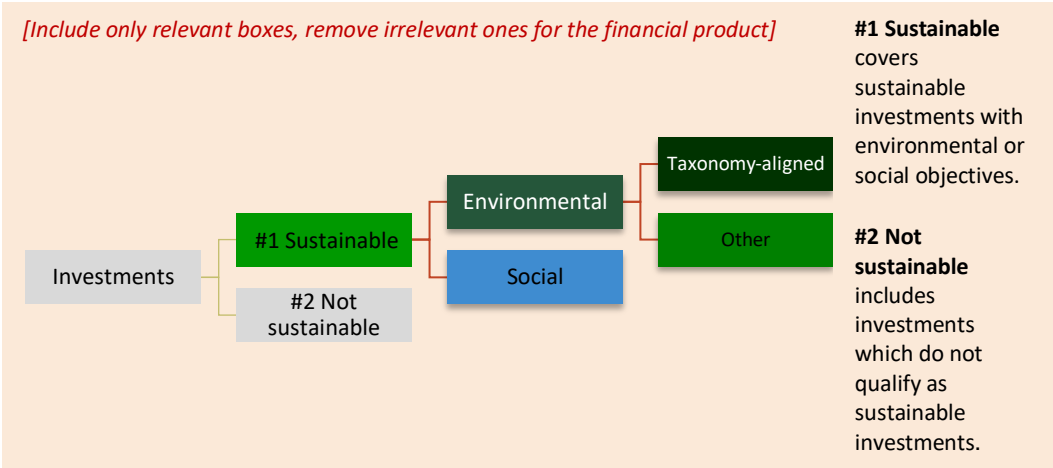 [Include only relevant boxes, remove irrelevant ones for the financial product]
Investments
#1 Sustainable
#2 Not
sustainable
Environmental
Social
Taxonomy-aligned
Other
#1 Sustainable
covers
sustainable
investments with
environmental or
social objectives.
#2 Not
sustainable
includes
investments
which do not
qualify as
sustainable
investments.